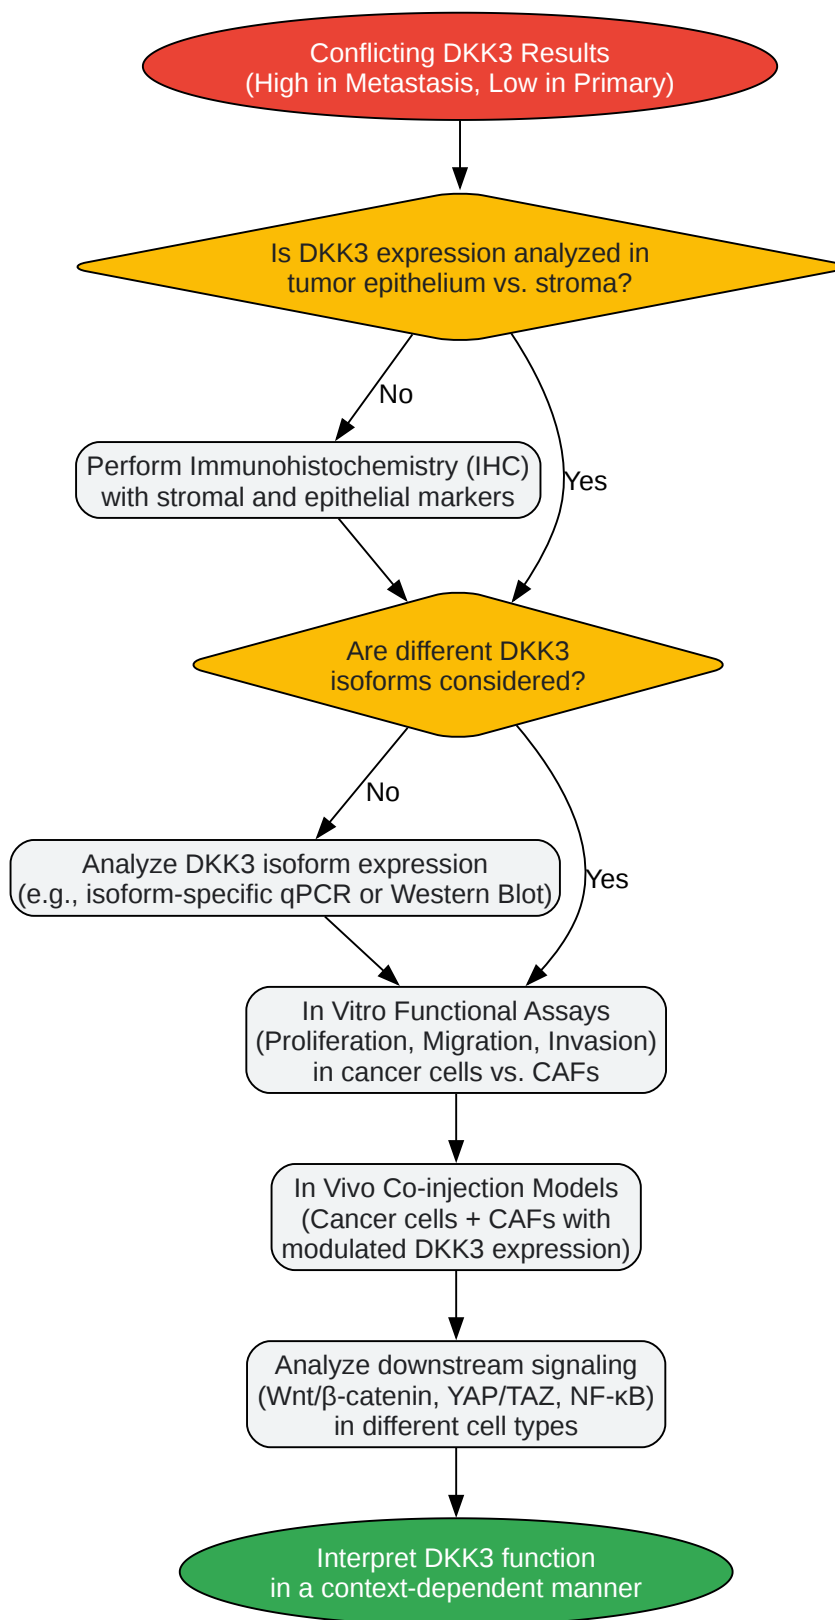 Conflicting DKK3 Results
(High in Metastasis, Low in Primary)
Is DKK3 expression analyzed in
tumor epithelium vs. stroma?
No
Perform Immunohistochemistry (IHC)
with stromal and epithelial markers
Yes
Are different DKK3
isoforms considered?
No
Analyze DKK3 isoform expression
(e.g., isoform-specific qPCR or Western Blot)
Yes
In Vitro Functional Assays
(Proliferation, Migration, Invasion)
in cancer cells vs. CAFs
In Vivo Co-injection Models
(Cancer cells + CAFs with
modulated DKK3 expression)
Analyze downstream signaling
(Wnt/β-catenin, YAP/TAZ, NF-κB)
in different cell types
Interpret DKK3 function
in a context-dependent manner